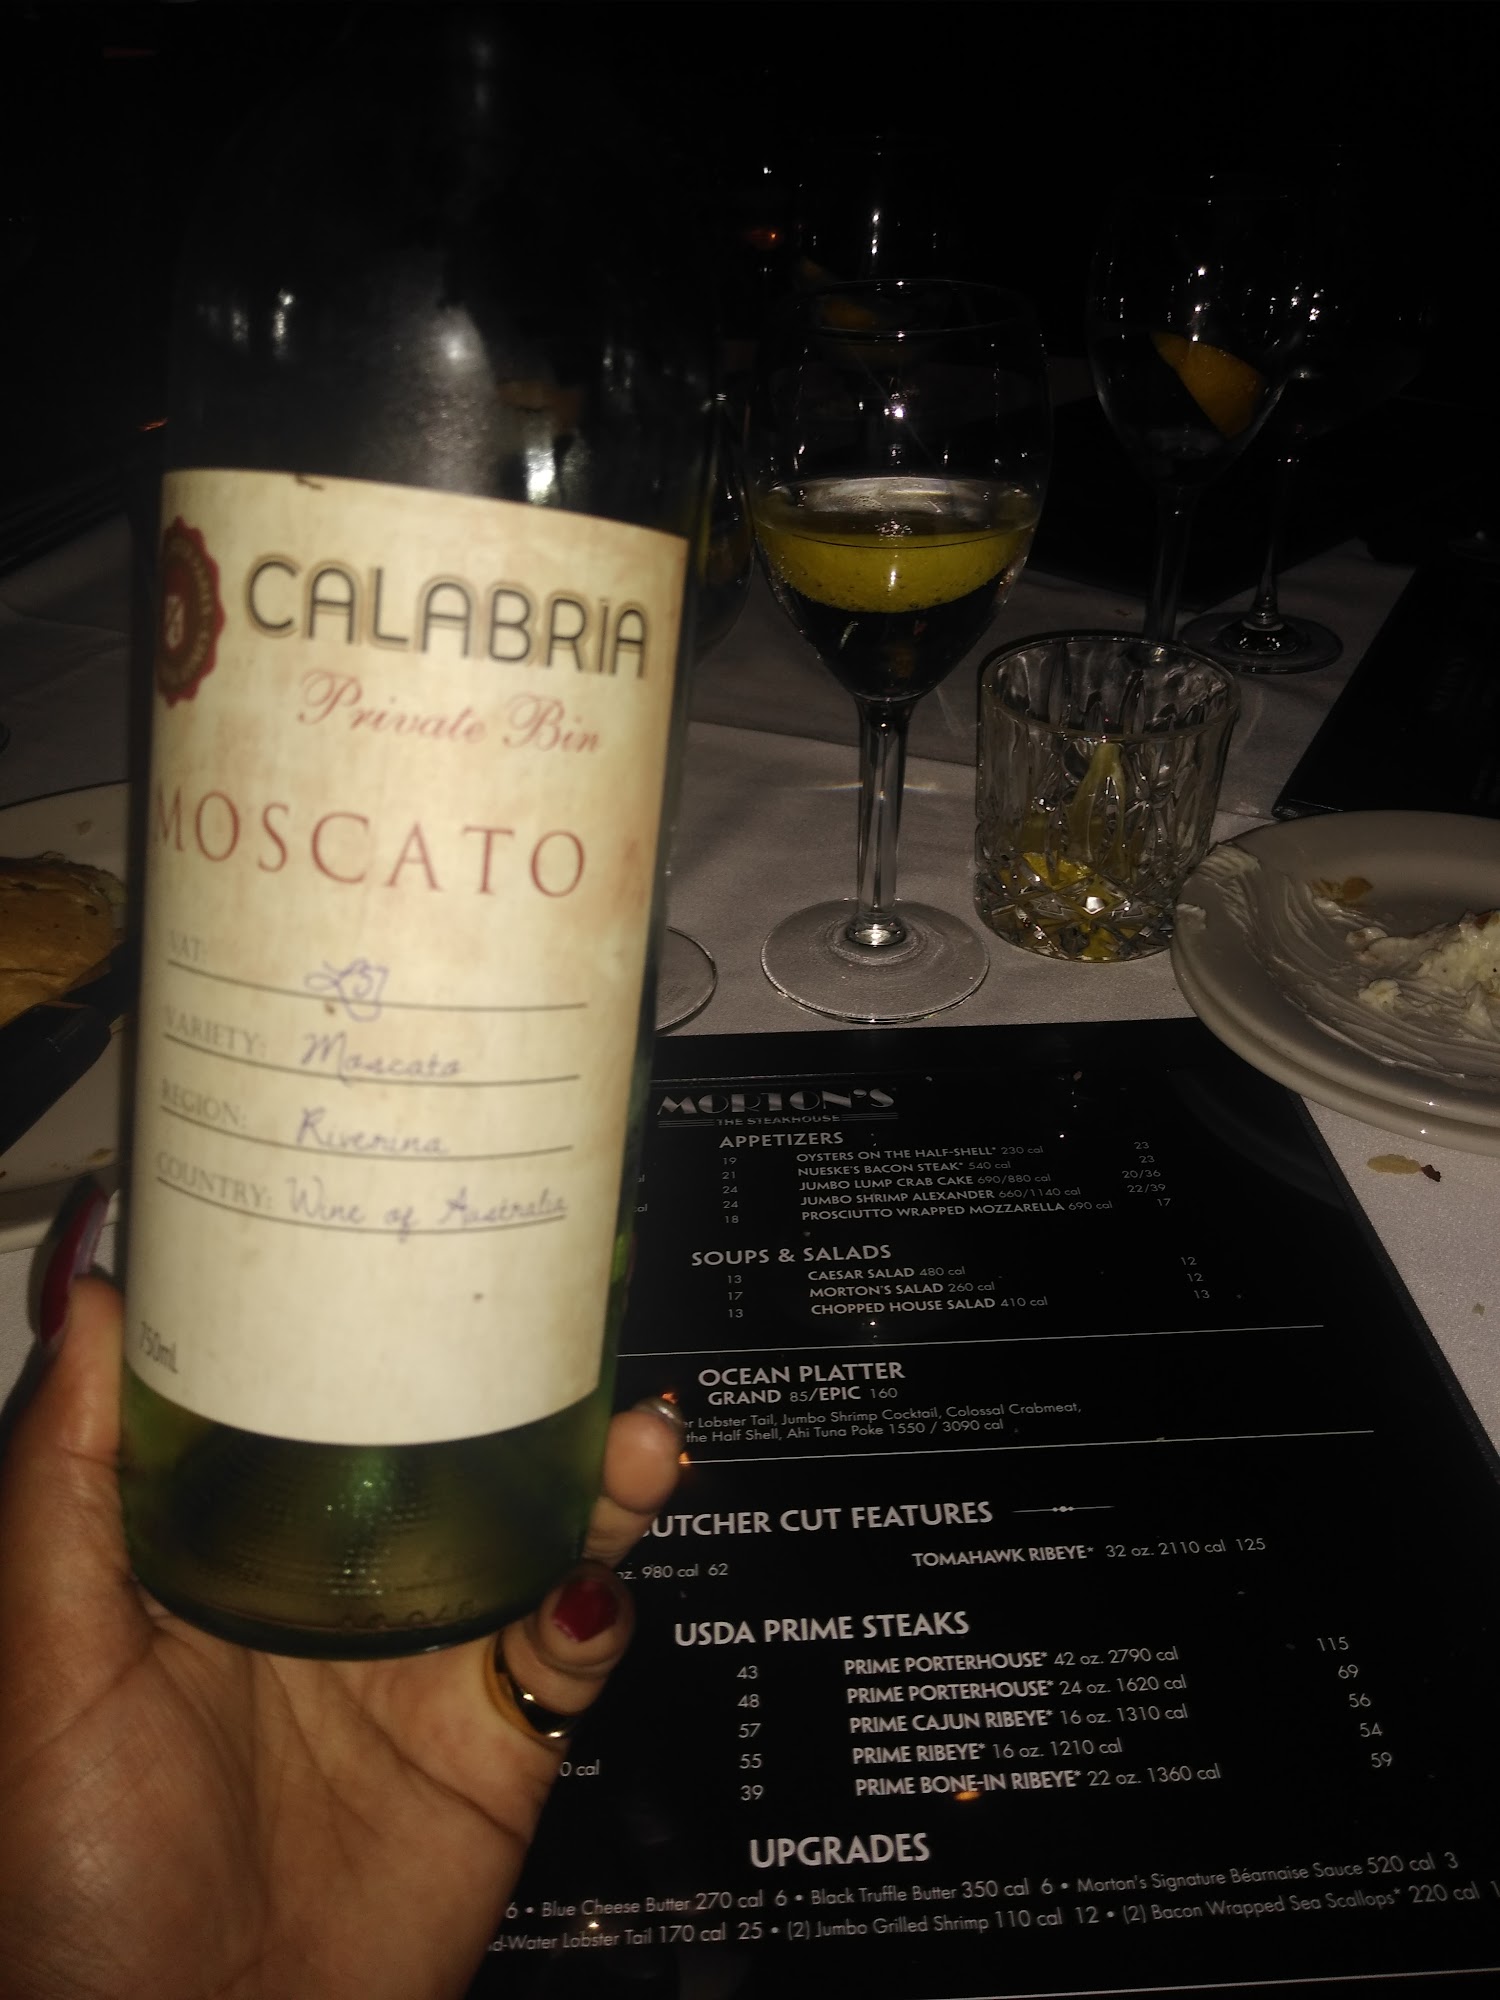 CALABRIA
Private Bin
MOSCATO
VAT:
VARIETY: Moscato
REGION: Riverina
COUNTRY: Wine of Australia
750mL
MORTON'S
THE STEAKHOUSE
APPETIZERS
19 OYSTERS ON THE HALF-SHELL* 230 cal 23
21 NUESKE'S BACON STEAK* 540 cal 23
24 JUMBO LUMP CRAB CAKE 690/880 cal 20/36
24 JUMBO SHRIMP ALEXANDER 660/1140 cal 22/39
18 PROSCIUTTO WRAPPED MOZZARELLA 690 cal 17
SOUPS & SALADS
13 CAESAR SALAD 480 cal 12
17 MORTON'S SALAD 260 cal 12
13 CHOPPED HOUSE SALAD 410 cal 13
OCEAN PLATTER
GRAND 85/EPIC 160
Lobster Tail, Jumbo Shrimp Cocktail, Colossal Crabmeat,
the Half Shell, Ahi Tuna Poke 1550 / 3090 cal
BUTCHER CUT FEATURES
oz. 980 cal 62 TOMAHAWK RIBEYE* 32 oz. 2110 cal 125
USDA PRIME STEAKS
43 PRIME PORTERHOUSE* 42 oz. 2790 cal 115
48 PRIME PORTERHOUSE* 24 oz. 1620 cal 69
57 PRIME CAJUN RIBEYE* 16 oz. 1310 cal 56
0 cal 55 PRIME RIBEYE* 16 oz. 1210 cal 54
39 PRIME BONE-IN RIBEYE* 22 oz. 1360 cal 59
UPGRADES
6 • Blue Cheese Butter 270 cal 6 • Black Truffle Butter 350 cal 6 • Morton's Signature Béarnaise Sauce 520 cal 3
d-Water Lobster Tail 170 cal 25 • (2) Jumbo Grilled Shrimp 110 cal 12 • (2) Bacon Wrapped Sea Scallops* 220 cal